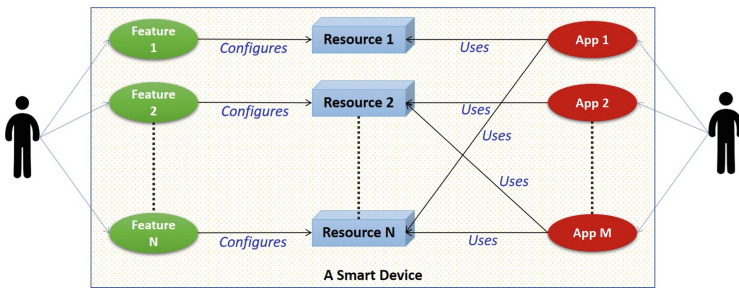 Feature
1
Configures
Resource 1
Uses
App 1
Feature
2
Configures
Resource 2
Uses
App 2
Uses
Uses
Feature
N
Configures
Resource N
Uses
App M
A Smart Device